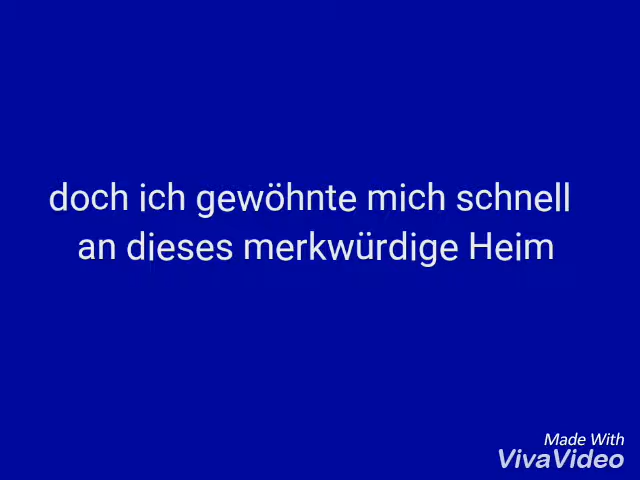 doch ich gewöhnte mich schnell
an dieses merkwürdige Heim
Made With
VivaVideo